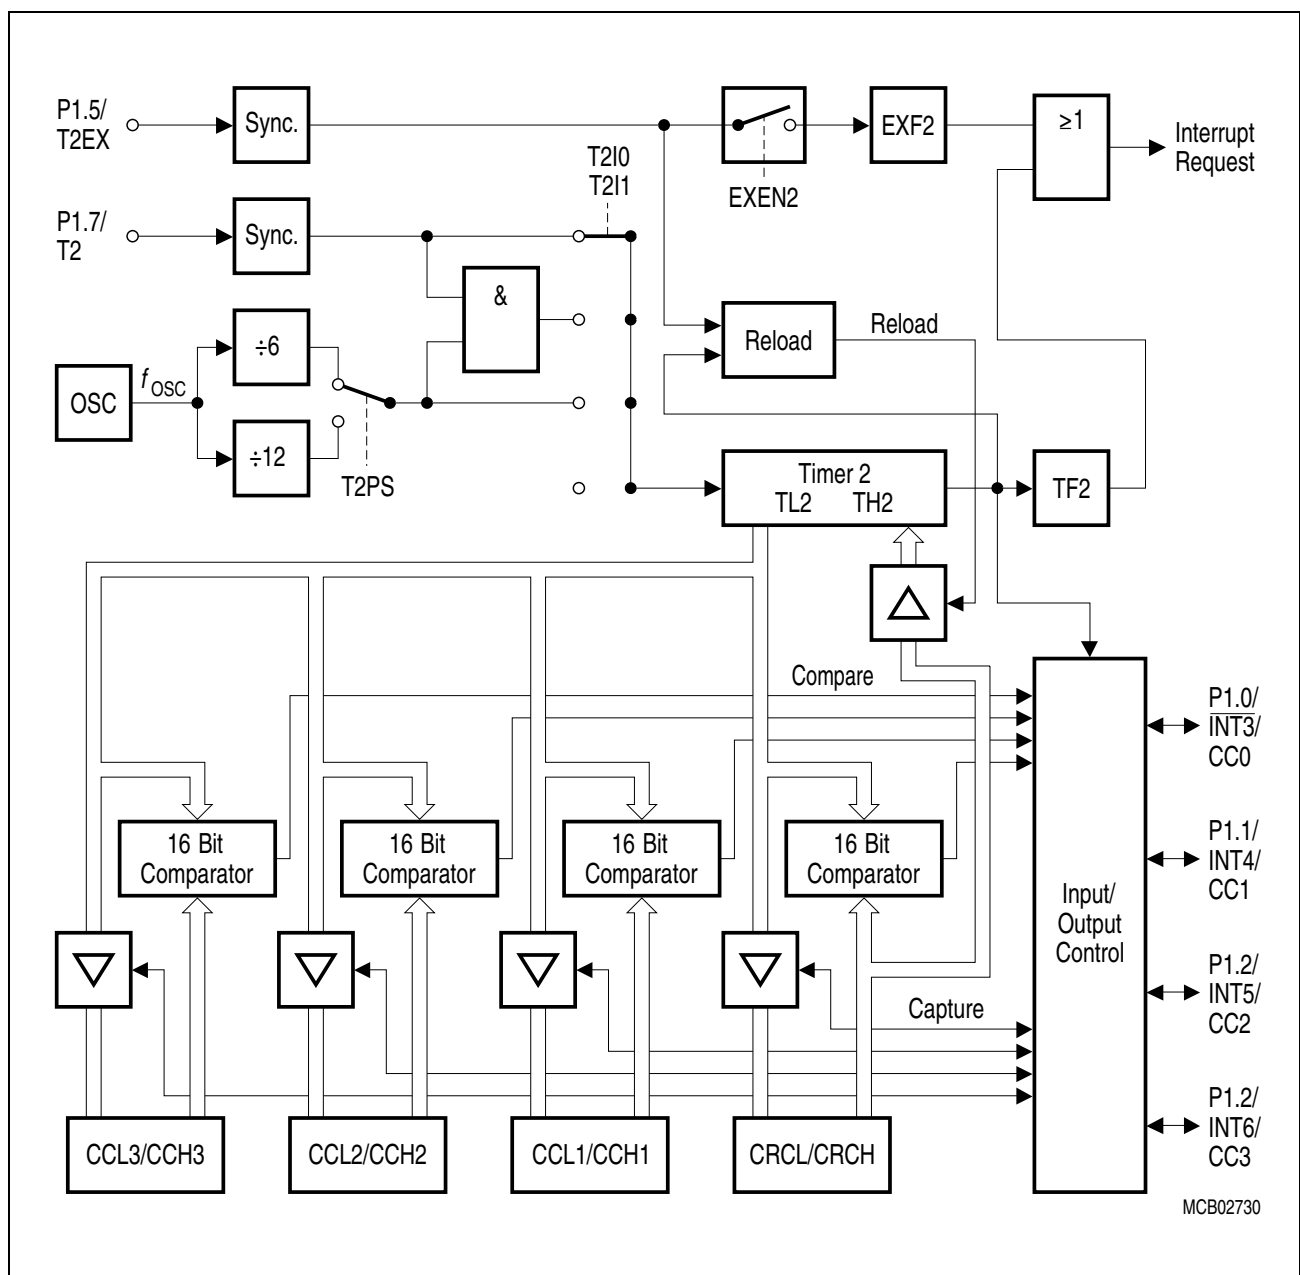 P1.5/
T2EX
Sync.
EXF2
≥1
Interrupt
Request
T2I0
T2I1
EXEN2
P1.7/
T2
Sync.
&
÷6
Reload
Reload
OSC
f OSC
÷12
T2PS
Timer 2
TL2 TH2
TF2
Compare
P1.0/
INT3/
CC0
16 Bit
Comparator
16 Bit
Comparator
16 Bit
Comparator
16 Bit
Comparator
P1.1/
INT4/
CC1
Input/
Output
Control
P1.2/
INT5/
CC2
Capture
P1.2/
INT6/
CC3
CCL3/CCH3
CCL2/CCH2
CCL1/CCH1
CRCL/CRCH
MCB02730